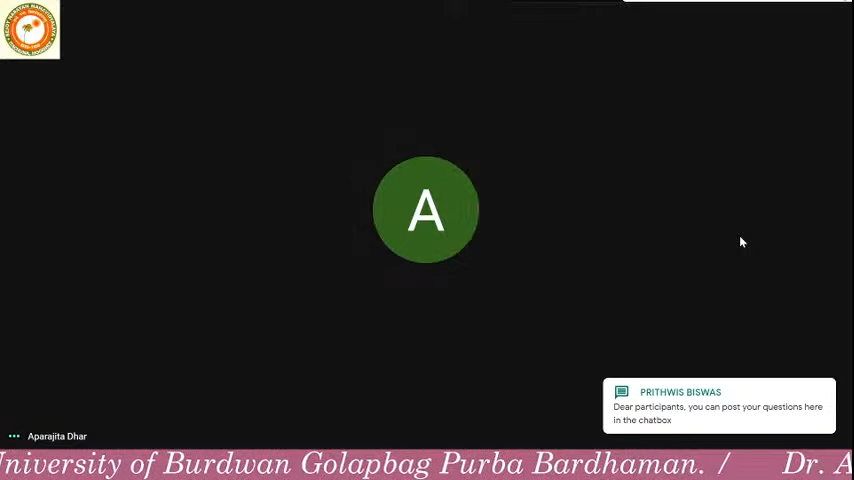 A
PRITHWIS BISWAS
Dear participants, you can post your questions here
in the chatbox
Aparajita Dhar
University of Burdwan Golapbag Purba Bardhaman. / Dr. A